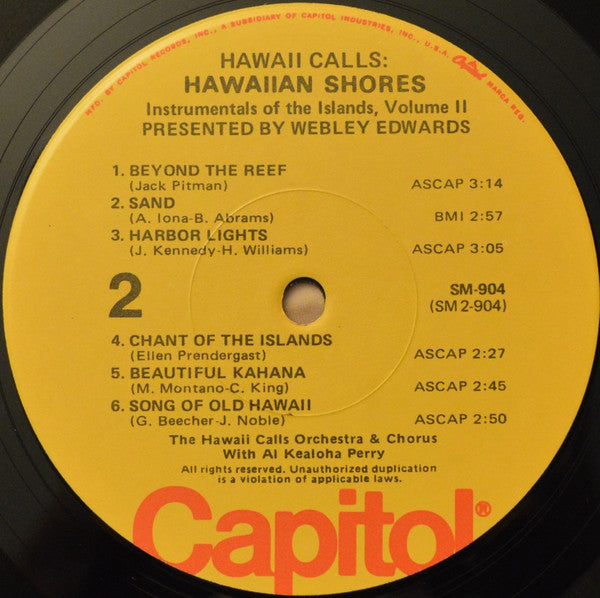 MFD. BY CAPITOL RECORDS, INC., A SUBSIDIARY OF CAPITOL INDUSTRIES, INC., U.S.A. Capitol MARCA REG.
HAWAII CALLS:
HAWAIIAN SHORES
Instrumentals of the Islands, Volume II
PRESENTED BY WEBLEY EDWARDS
1. BEYOND THE REEF
(Jack Pitman) ASCAP 3:14
2. SAND
(A. Iona-B. Abrams) BMI 2:57
3. HARBOR LIGHTS
(J. Kennedy-H. Williams) ASCAP 3:05
2
SM-904
(SM2-904)
4. CHANT OF THE ISLANDS
(Ellen Prendergast) ASCAP 2:27
5. BEAUTIFUL KAHANA
(M. Montano-C. King) ASCAP 2:45
6. SONG OF OLD HAWAII
(G. Beecher-J. Noble) ASCAP 2:50
The Hawaii Calls Orchestra & Chorus
With Al Kealoha Perry
All rights reserved. Unauthorized duplication
is a violation of applicable laws.
Capitol®